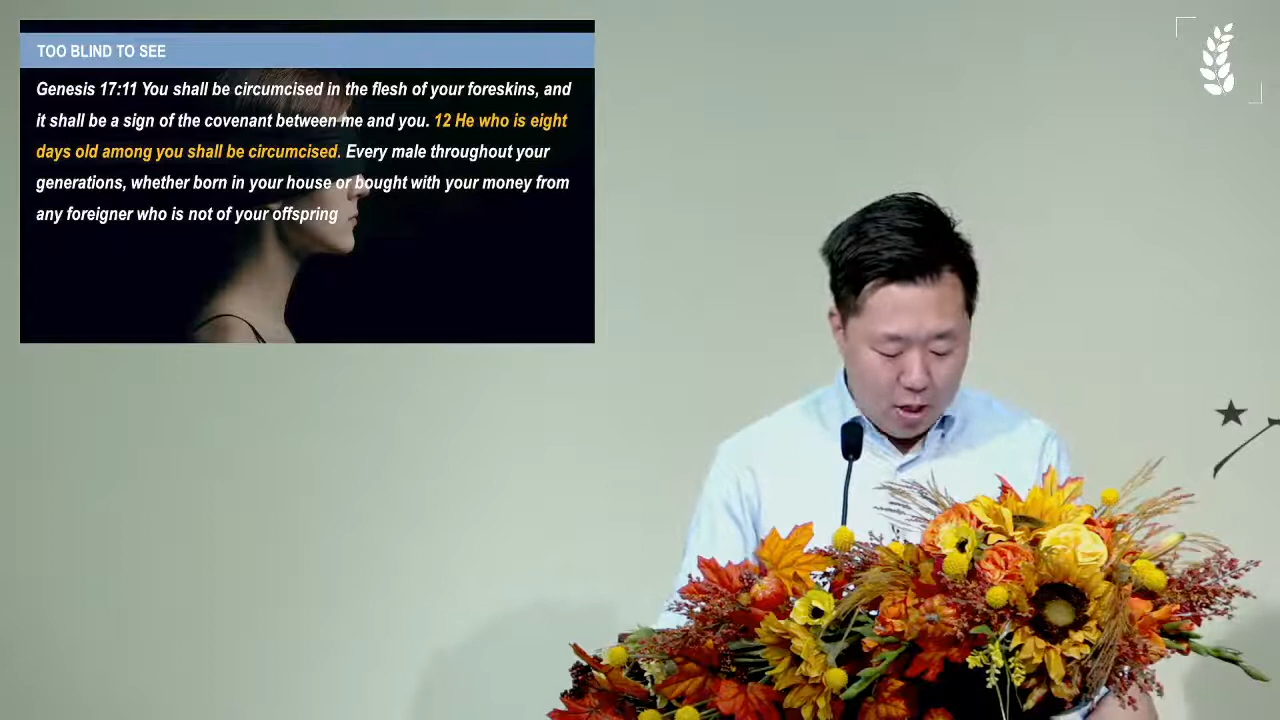 TOO BLIND TO SEE
Genesis 17:11 You shall be circumcised in the flesh of your foreskins, and
it shall be a sign of the covenant between me and you. 12 He who is eight
days old among you shall be circumcised. Every male throughout your
generations, whether born in your house or bought with your money from
any foreigner who is not of your offspring